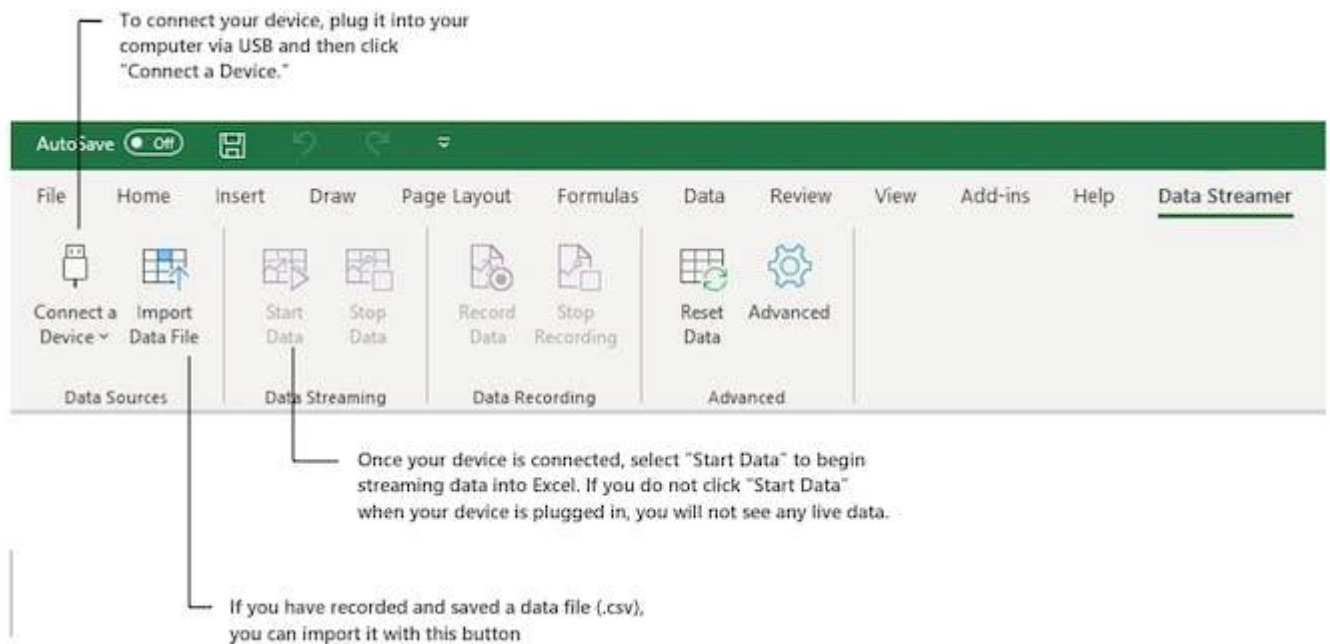 To connect your device, plug it into your
computer via USB and then click
"Connect a Device."
AutoSave Off
File Home Insert Draw Page Layout Formulas Data Review View Add-ins Help Data Streamer
Connect a Device
Import Data File
Start Data
Stop Data
Record Data
Stop Recording
Reset Data
Advanced
Data Sources Data Streaming Data Recording Advanced
Once your device is connected, select "Start Data" to begin
streaming data into Excel. If you do not click "Start Data"
when your device is plugged in, you will not see any live data.
If you have recorded and saved a data file (.csv),
you can import it with this button